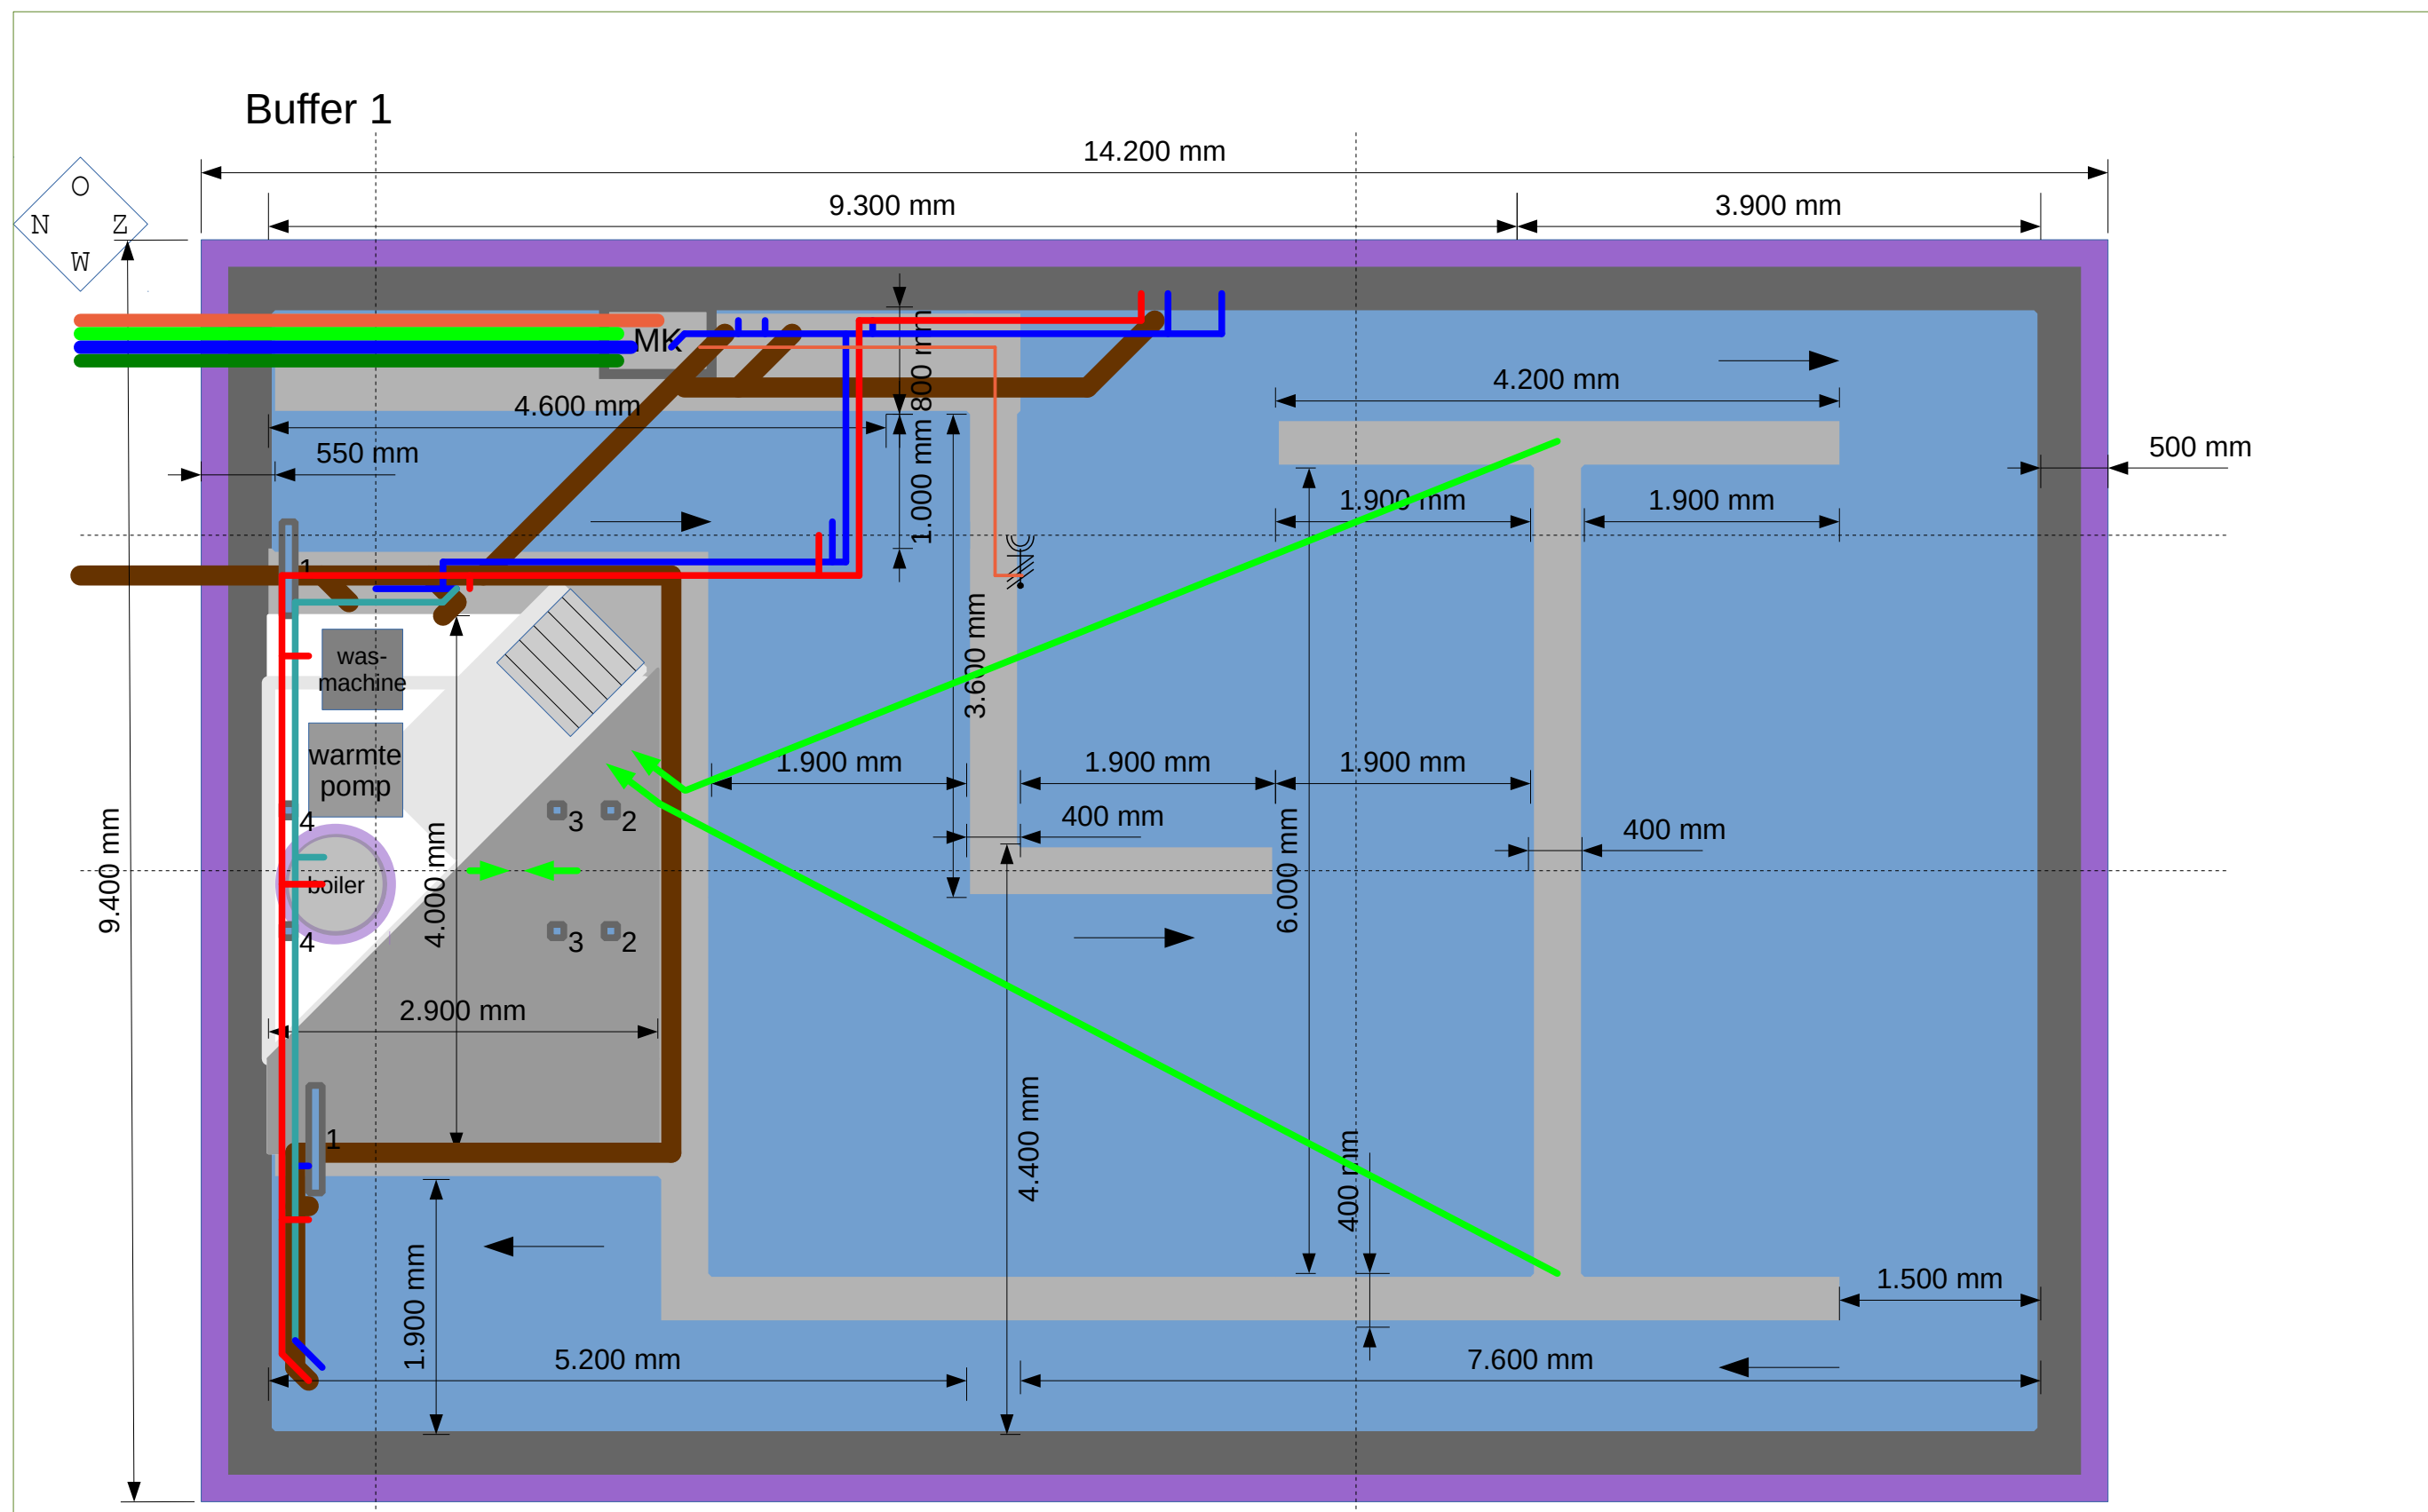 Buffer 1
14.200 mm
O
N Z
W
9.300 mm
3.900 mm
MK
800 mm
4.200 mm
4.600 mm
550 mm
500 mm
1.000 mm
1.900 mm
1.900 mm
1
was-
machine
3.600 mm
warmte
pomp
1.900 mm
1.900 mm
1.900 mm
4
3
2
400 mm
400 mm
9.400 mm
4.000 mm
6.000 mm
boiler
4
3
2
2.900 mm
1
4.400 mm
400 mm
1.900 mm
1.500 mm
5.200 mm
7.600 mm